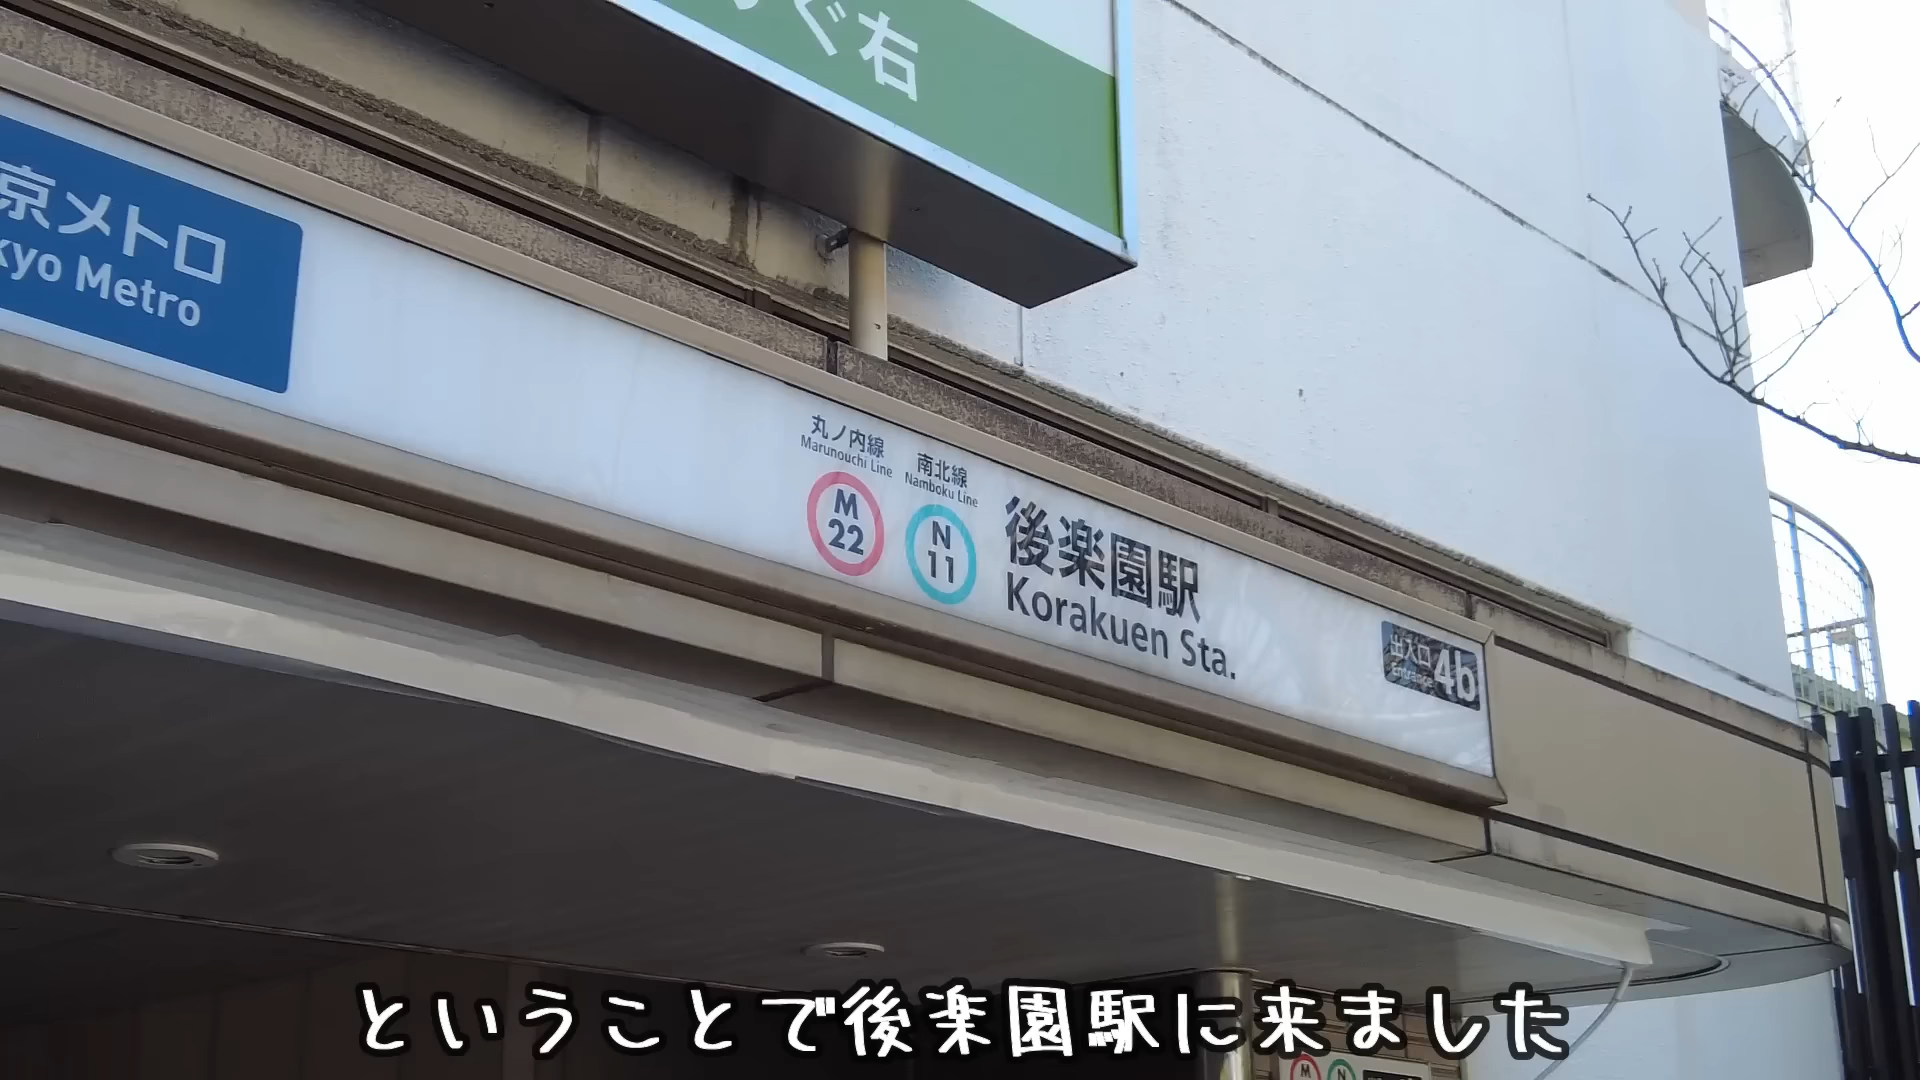 ぐ右
京メトロ
kyo Metro
丸ノ内線
Marunouchi Line
南北線
Namboku Line
M
22
N
11
後楽園駅
Korakuen Sta.
出入口
Entrance
4b
ということで後楽園駅に来ました
M
N